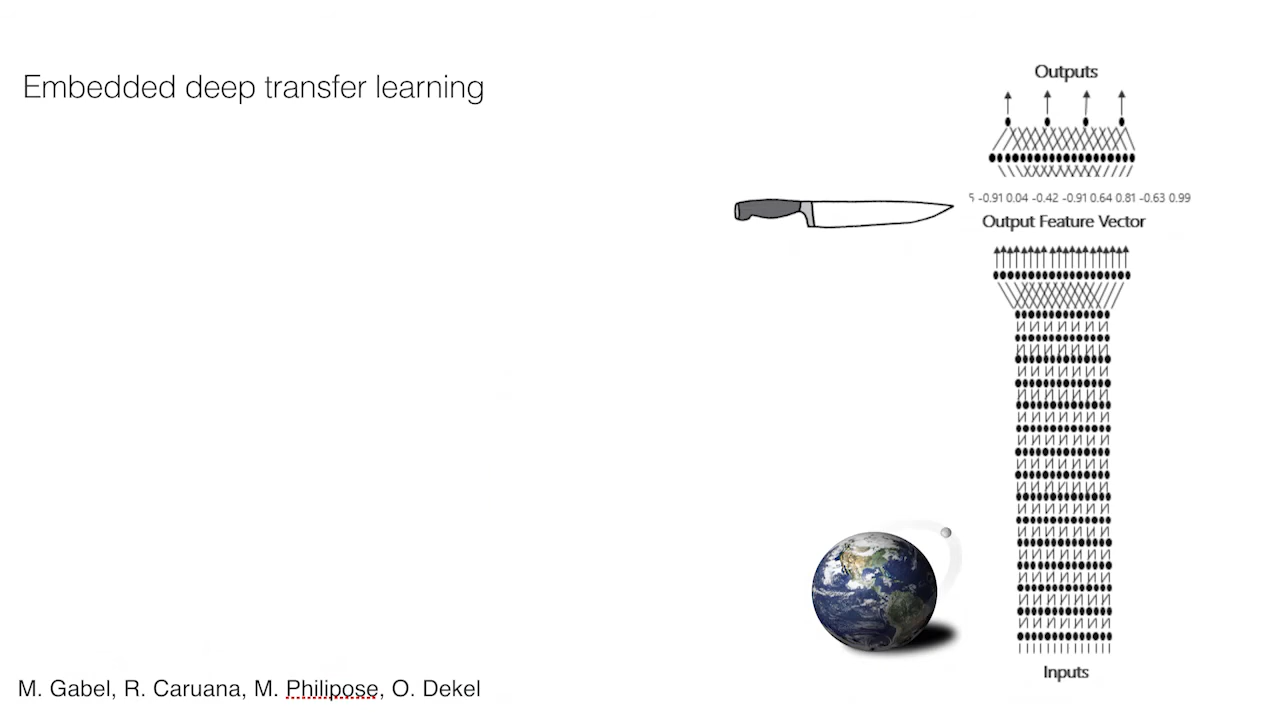 Embedded deep transfer learning
Outputs
5 -0.91 0.04 -0.42 -0.91 0.64 0.81 -0.63 0.99
Output Feature Vector
Inputs
M. Gabel, R. Caruana, M. Philipose, O. Dekel